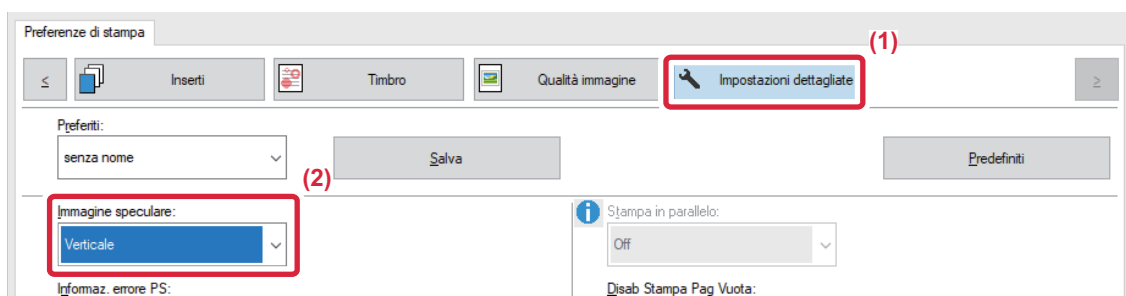 Preferenze di stampa
(1)
≤ Inserti Timbro Qualità immagine Impostazioni dettagliate ≥
Preferiti:
senza nome Salva Predefiniti
(2)
Immagine speculare: Stampa in parallelo:
Verticale Off
Informaz. errore PS: Disab Stampa Pag Vuota: